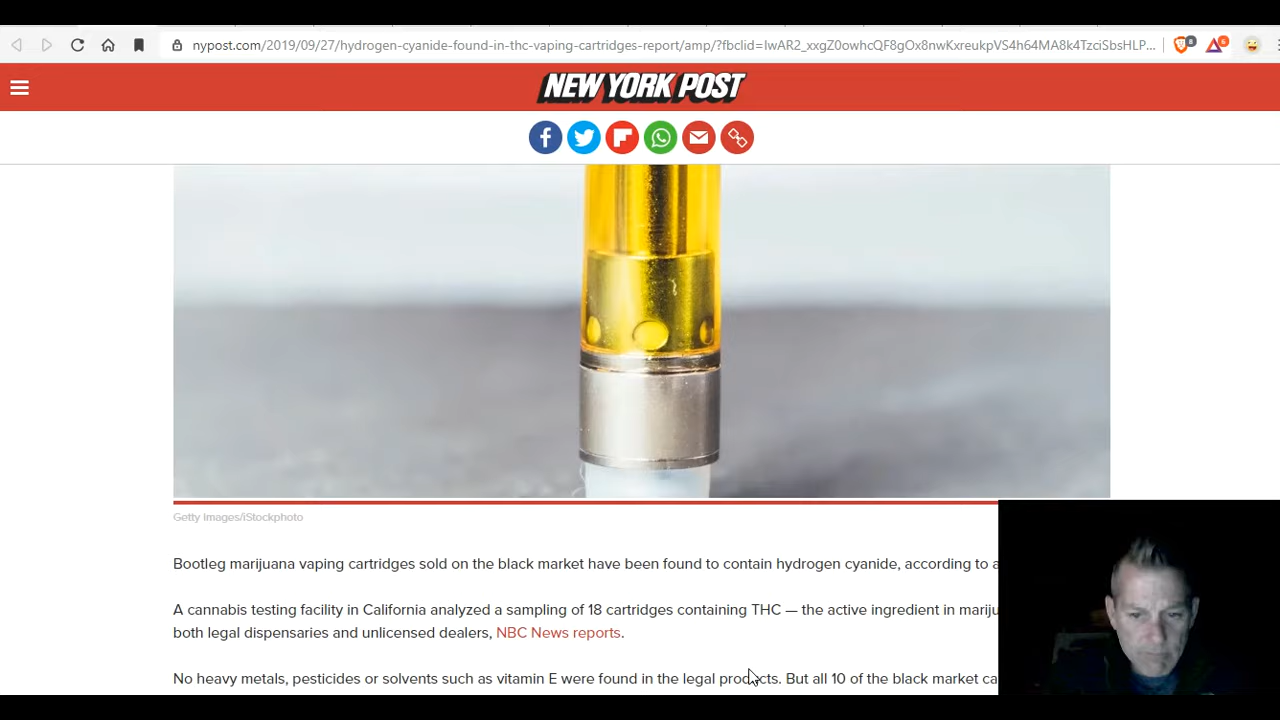 nypost.com/2019/09/27/hydrogen-cyanide-found-in-thc-vaping-cartridges-report/amp/?fbclid=IwAR2_xxgZ0owhcQF8gOx8nwKoeukpVS4h64MA8k4TzciSbsHLP...
8
6
NEW YORK POST
Getty Images/iStockphoto
Bootleg marijuana vaping cartridges sold on the black market have been found to contain hydrogen cyanide, according to a
A cannabis testing facility in California analyzed a sampling of 18 cartridges containing THC — the active ingredient in mariju
both legal dispensaries and unlicensed dealers, NBC News reports.
No heavy metals, pesticides or solvents such as vitamin E were found in the legal products. But all 10 of the black market ca